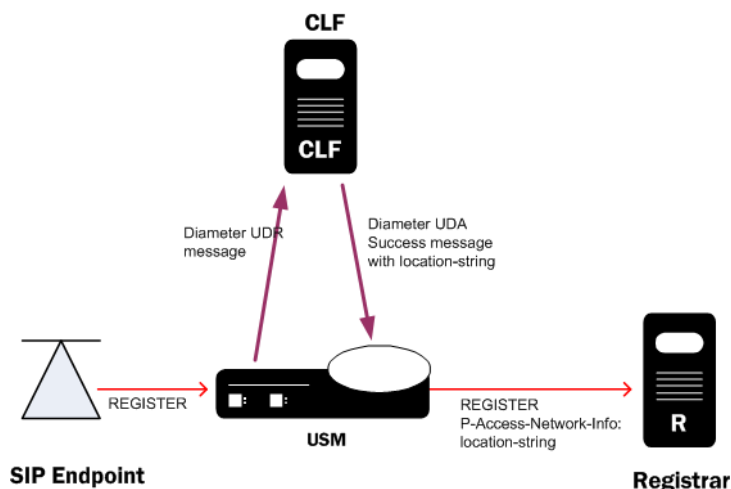 CLF
CLF
Diameter UDR
message
Diameter UDA
Success message
with location-string
REGISTER
USM
REGISTER
P-Access-Network-Info:
location-string
R
SIP Endpoint
Registrar